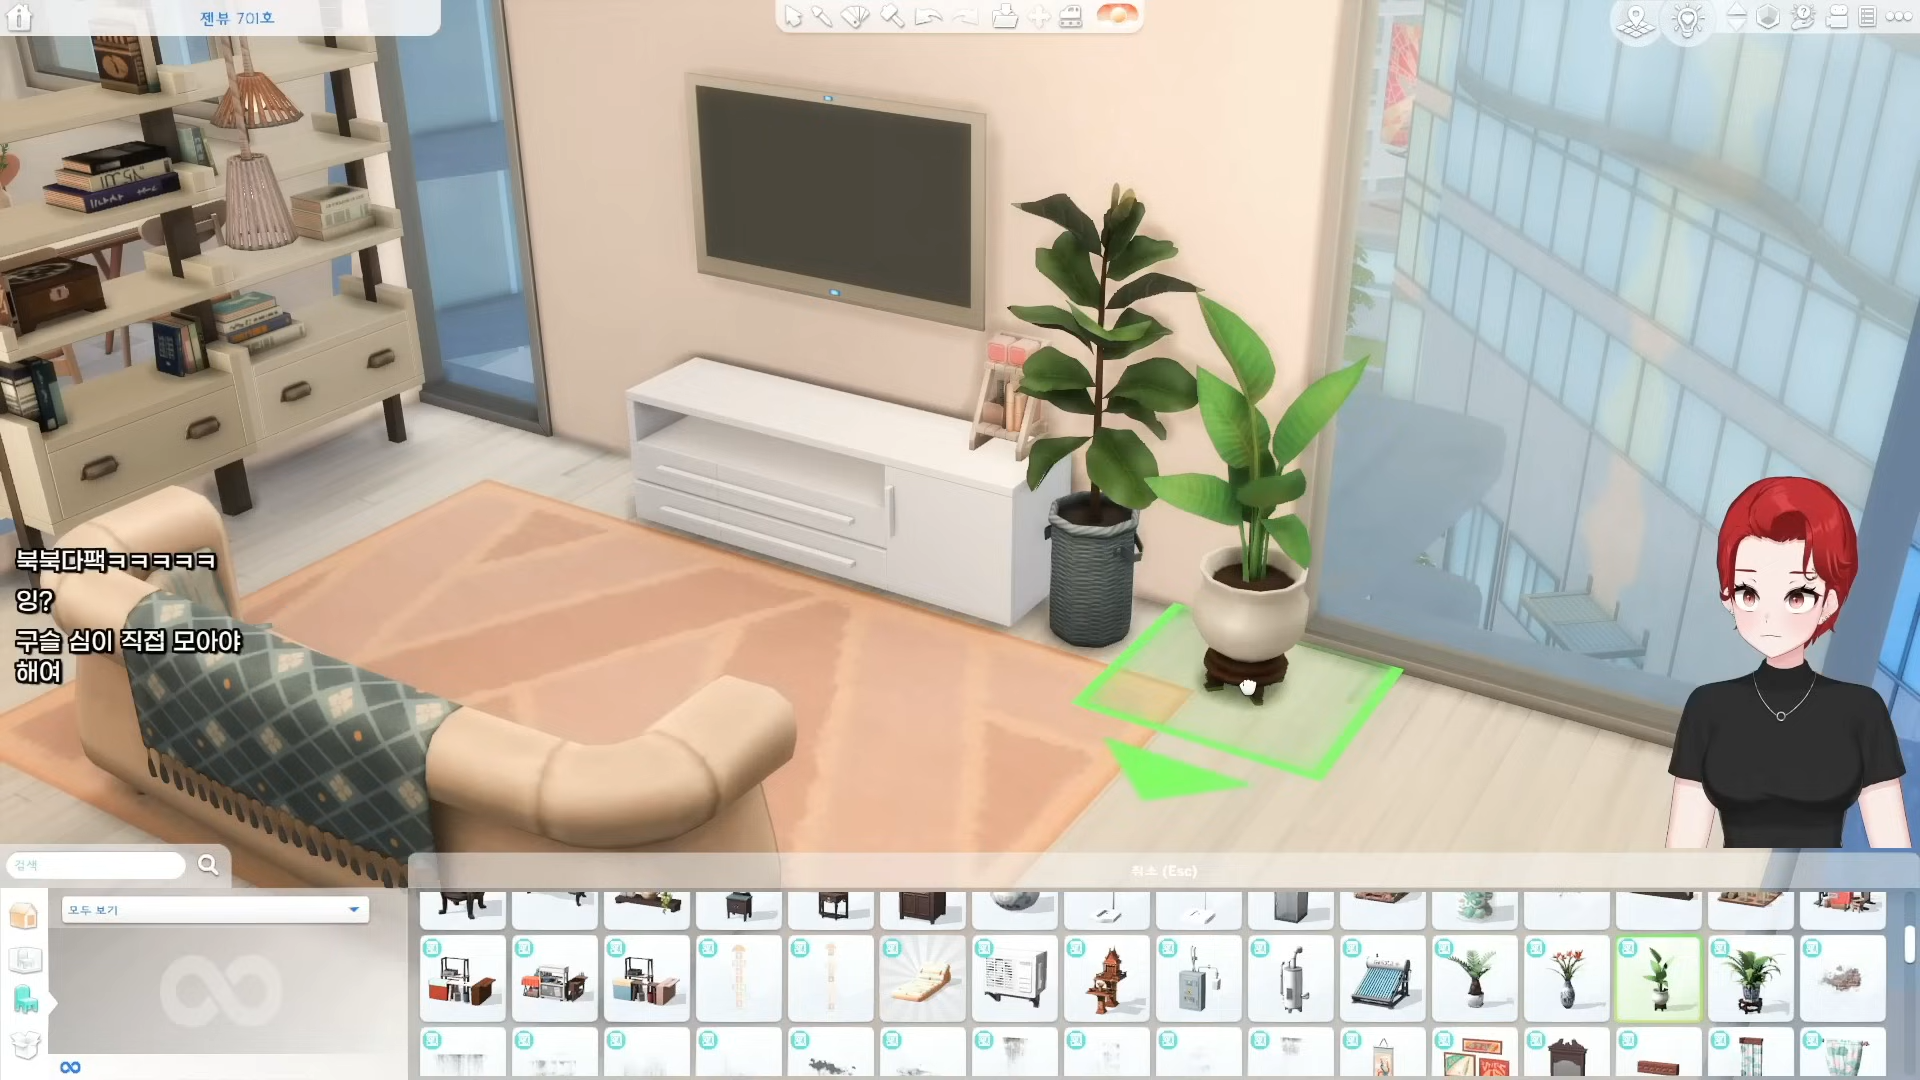 젠뷰 701호
북북다팩ㅋㅋㅋㅋㅋ
잉?
구슬 심이 직접 모아야
해여
검색
취소 (Esc)
모두 보기